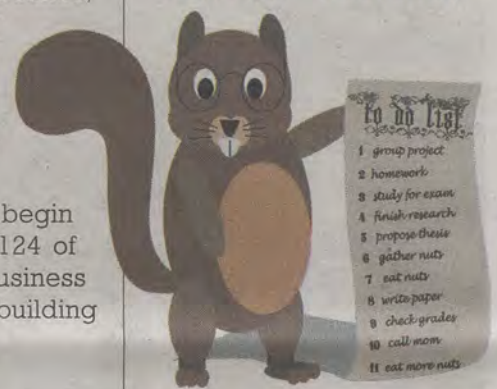 begin
124 of
usiness
building
to do list
1 group project
2 homework
3 study for exam
4 finish research
5 propose thesis
6 gather nuts
7 eat nuts
8 write paper
9 check grades
10 call mom
11 eat more nuts